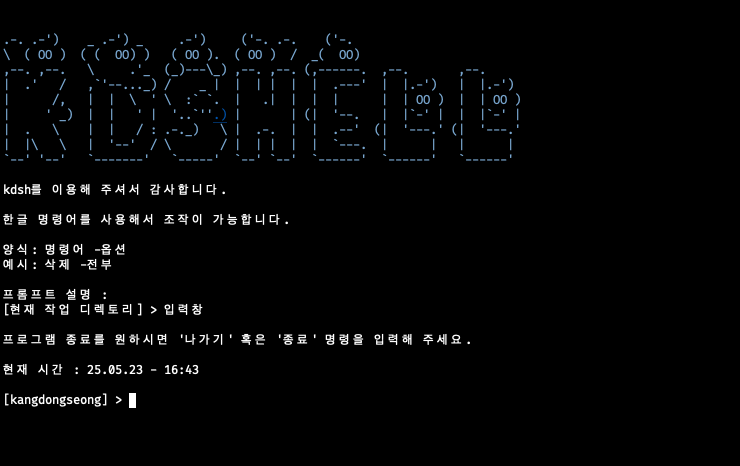 kdsh를 이용해 주셔서 감사합니다.
한글 명령어를 사용해서 조작이 가능합니다.
양식: 명령어 -옵션
예시: 삭제 -전부
프롬프트 설명 :
[현재 작업 디렉토리] > 입력창
프로그램 종료를 원하시면 '나가기' 혹은 '종료' 명령을 입력해 주세요.
현재 시간 : 25.05.23 - 16:43
[kangdongseong] >